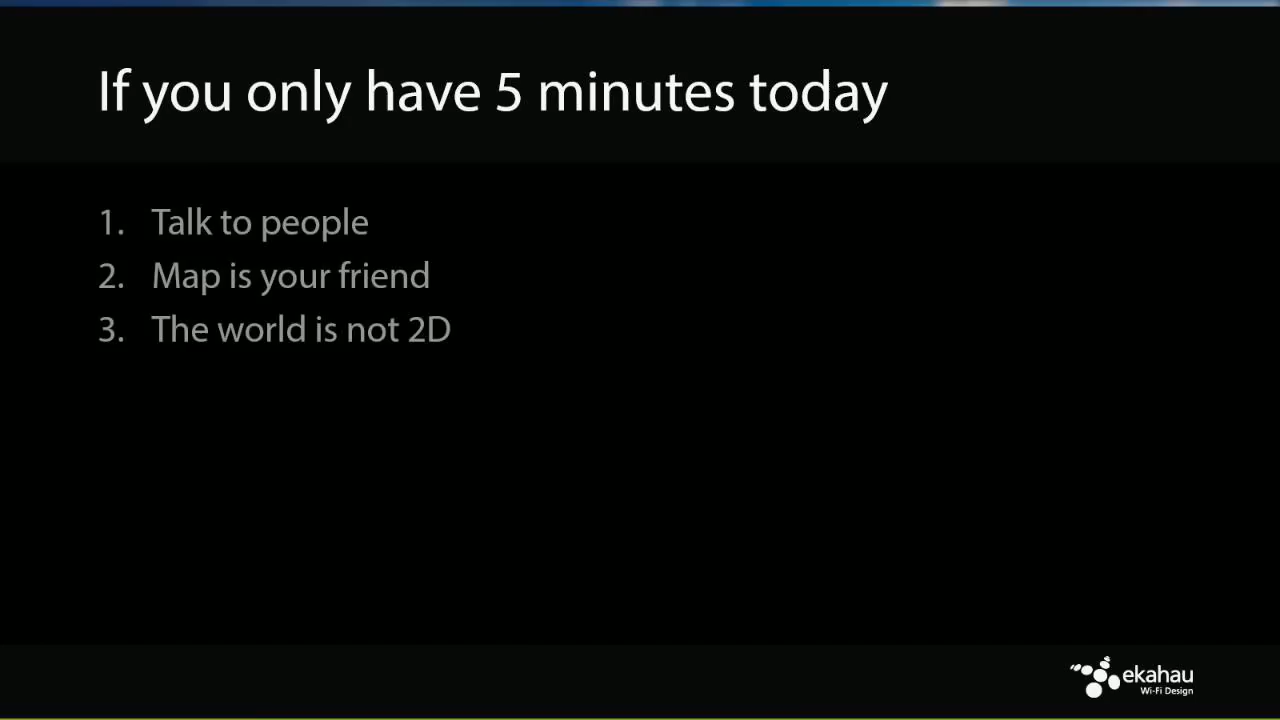 If you only have 5 minutes today
1. Talk to people
2. Map is your friend
3. The world is not 2D
ekahau
Wi-Fi Design